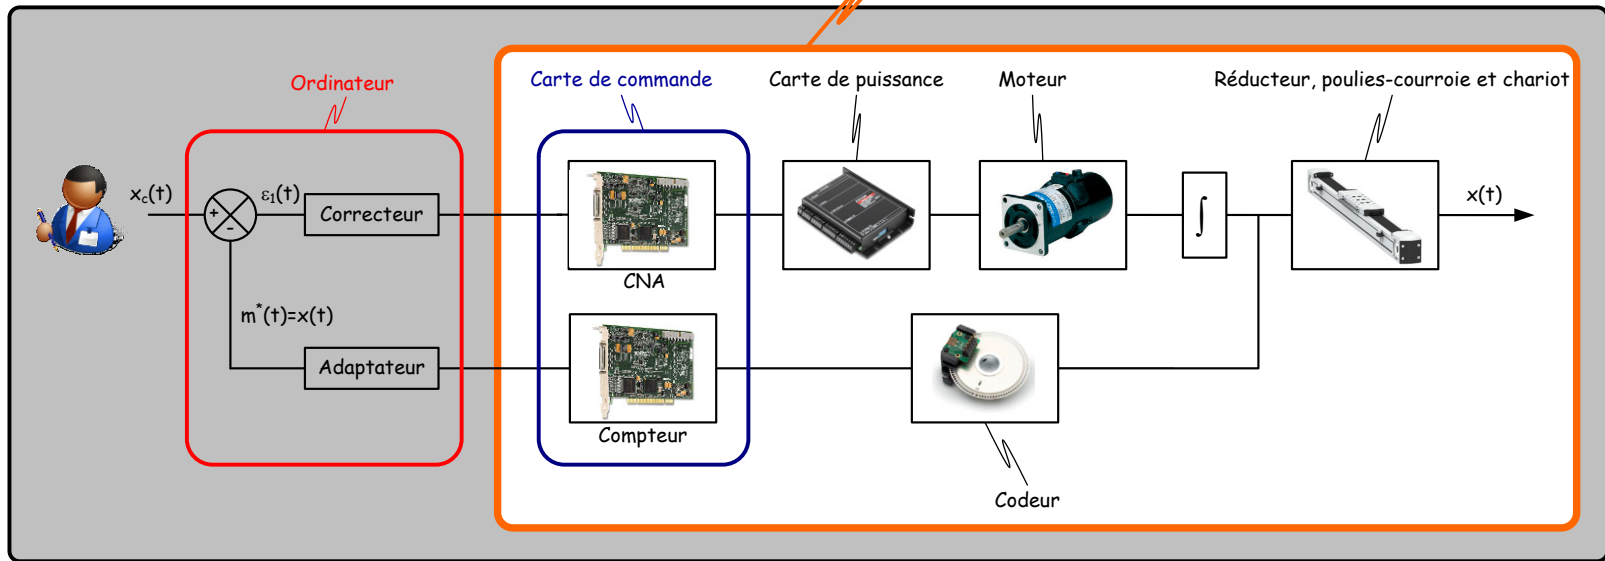 Ordinateur
Carte de commande
Carte de puissance
Moteur
Réducteur, poulies-courroie et chariot
x_c(t)
+
-
ε₁(t)
Correcteur
CNA
∫
x(t)
m*(t)=x(t)
Adaptateur
Compteur
Codeur